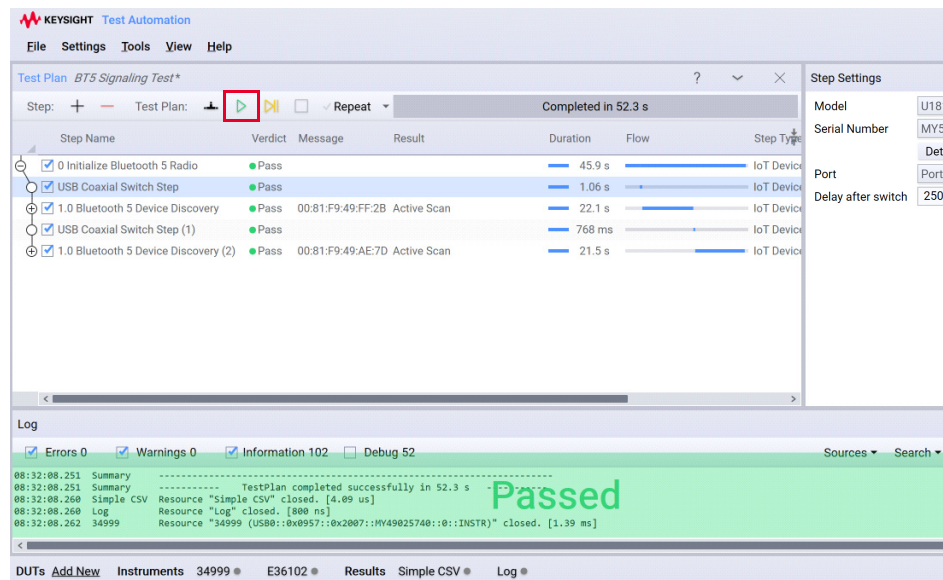 KEYSIGHT Test Automation
File Settings Tools View Help
Test Plan BT5 Signaling Test* ?
Step Settings
Step: Test Plan: Repeat Completed in 52.3 s
Model U18
Serial Number MY5
Det
Port Port
Delay after switch 250
Step Name Verdict Message Result Duration Flow Step Type
0 Initialize Bluetooth 5 Radio Pass 45.9 s IoT Device
USB Coaxial Switch Step Pass 1.06 s IoT Device
1.0 Bluetooth 5 Device Discovery Pass 00:81:F9:49:FF:2B Active Scan 22.1 s IoT Device
USB Coaxial Switch Step (1) Pass 768 ms IoT Device
1.0 Bluetooth 5 Device Discovery (2) Pass 00:81:F9:49:AE:7D Active Scan 21.5 s IoT Device
Log
Errors 0 Warnings 0 Information 102 Debug 52 Sources Search
08:32:08.251 Summary ------------------------------------------------------------
08:32:08.251 Summary ----------- TestPlan completed successfully in 52.3 s -----------
08:32:08.260 Simple CSV Resource "Simple CSV" closed. [4.09 us]
08:32:08.260 Log Resource "Log" closed. [800 ns]
08:32:08.262 34999 Resource "34999 (USB0::0x0957::0x2007::MY49025740::0::INSTR)" closed. [1.39 ms]
Passed
DUTs Add New Instruments 34999 E36102 Results Simple CSV Log